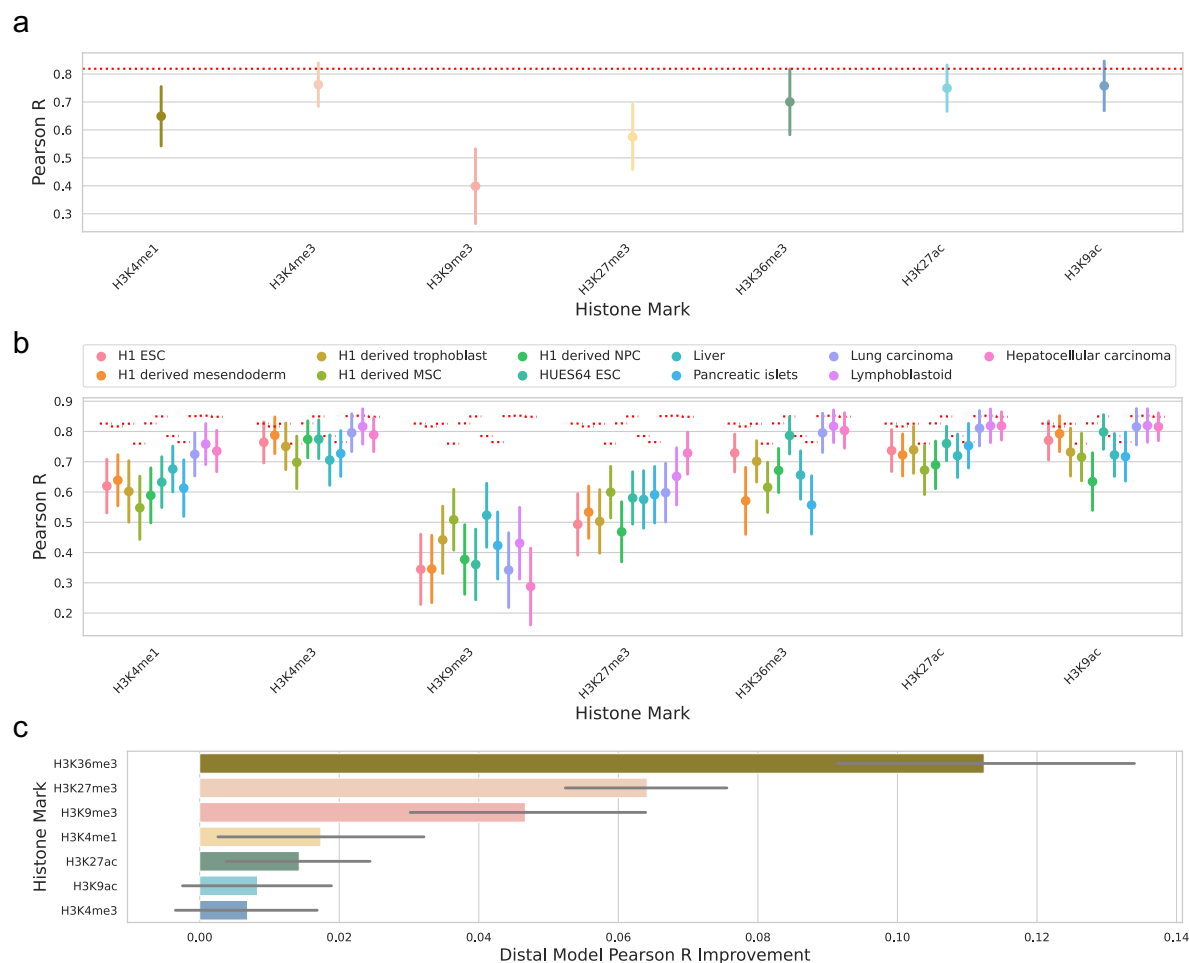 a
0.8
0.7
0.6
0.5
0.4
0.3
Pearson R
H3K4me1
H3K4me3
H3K9me3
H3K27me3
H3K36me3
H3K27ac
H3K9ac
Histone Mark
b
H1 ESC
H1 derived mesendoderm
H1 derived trophoblast
H1 derived MSC
H1 derived NPC
HUES64 ESC
Liver
Pancreatic islets
Lung carcinoma
Lymphoblastoid
Hepatocellular carcinoma
0.9
0.8
0.7
0.6
0.5
0.4
0.3
0.2
Pearson R
H3K4me1
H3K4me3
H3K9me3
H3K27me3
H3K36me3
H3K27ac
H3K9ac
Histone Mark
c
Histone Mark
H3K36me3
H3K27me3
H3K9me3
H3K4me1
H3K27ac
H3K9ac
H3K4me3
0.00 0.02 0.04 0.06 0.08 0.10 0.12 0.14
Distal Model Pearson R Improvement